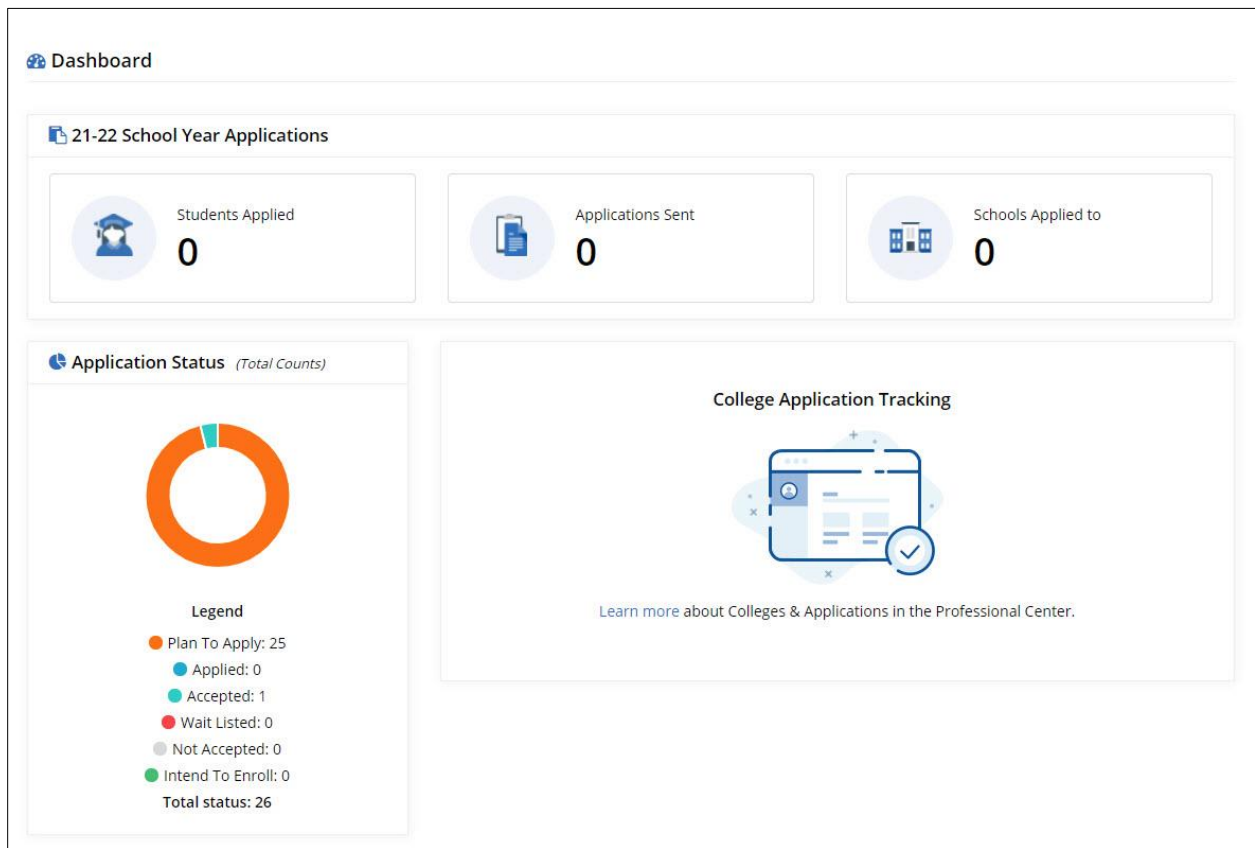 Dashboard
21-22 School Year Applications
Students Applied
0
Applications Sent
0
Schools Applied to
0
Application Status (Total Counts)
Legend
Plan To Apply: 25
Applied: 0
Accepted: 1
Wait Listed: 0
Not Accepted: 0
Intend To Enroll: 0
Total status: 26
College Application Tracking
Learn more about Colleges & Applications in the Professional Center.